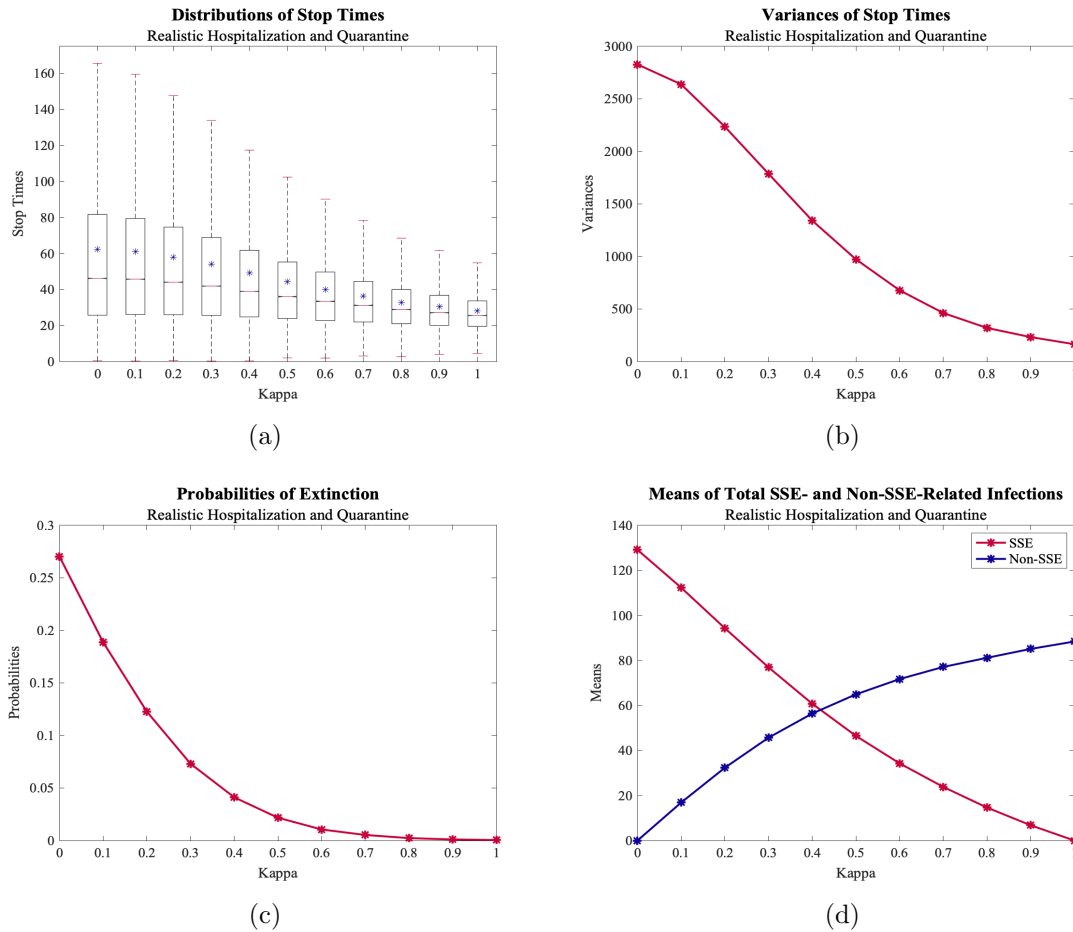 Distributions of Stop Times
Realistic Hospitalization and Quarantine
160
140
120
100
80
60
40
20
0
Stop Times
0 0.1 0.2 0.3 0.4 0.5 0.6 0.7 0.8 0.9 1
Kappa
(a)
Variances of Stop Times
Realistic Hospitalization and Quarantine
3000
2500
2000
1500
1000
500
0
Variances
0 0.1 0.2 0.3 0.4 0.5 0.6 0.7 0.8 0.9 1
Kappa
(b)
Probabilities of Extinction
Realistic Hospitalization and Quarantine
0.3
0.25
0.2
0.15
0.1
0.05
0
Probabilities
0 0.1 0.2 0.3 0.4 0.5 0.6 0.7 0.8 0.9 1
Kappa
(c)
Means of Total SSE- and Non-SSE-Related Infections
Realistic Hospitalization and Quarantine
140
120
100
80
60
40
20
0
Means
SSE
Non-SSE
0 0.1 0.2 0.3 0.4 0.5 0.6 0.7 0.8 0.9 1
Kappa
(d)